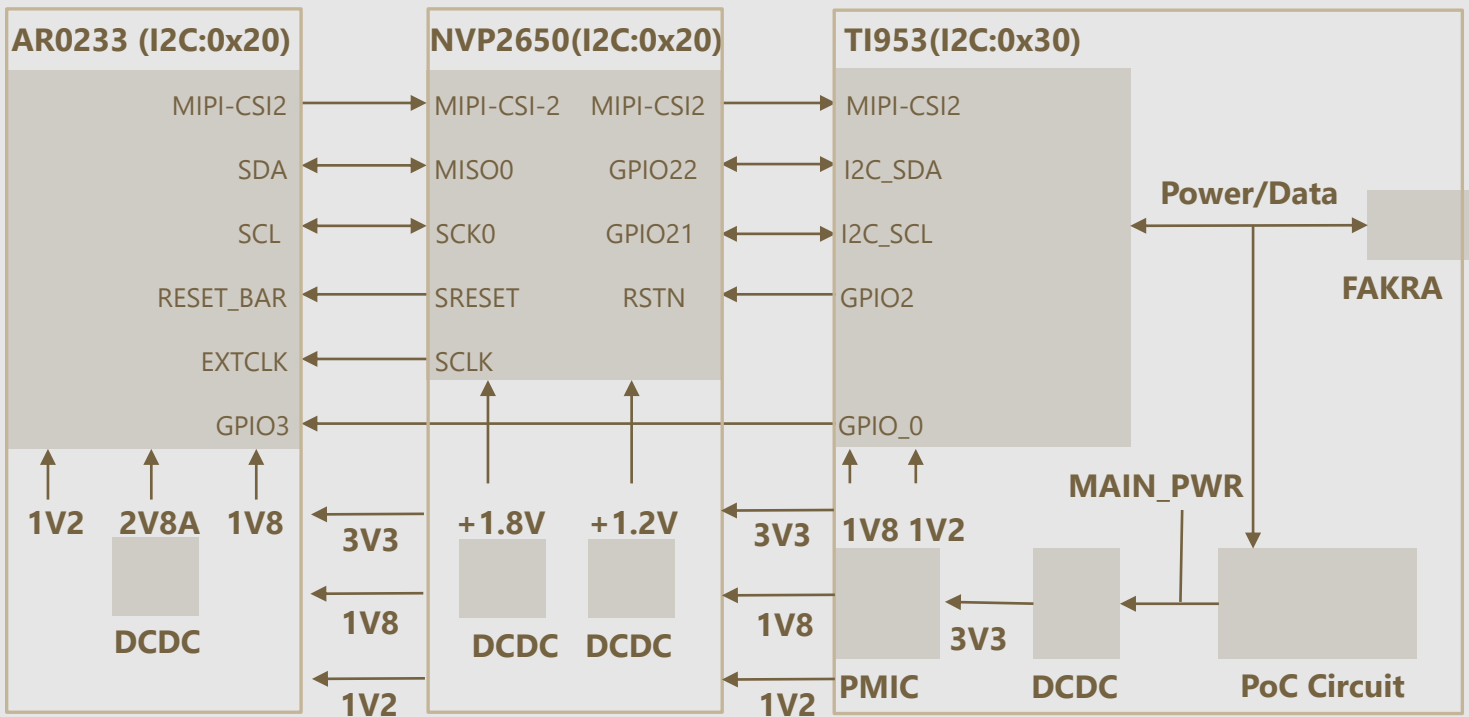 AR0233 (I2C:0x20)
MIPI-CSI2
SDA
SCL
RESET_BAR
EXTCLK
GPIO3
1V2
2V8A
1V8
DCDC
3V3
1V8
1V2
NVP2650(I2C:0x20)
MIPI-CSI-2
MIPI-CSI2
MISO0
GPIO22
SCK0
GPIO21
SRESET
RSTN
SCLK
+1.8V
+1.2V
DCDC
DCDC
3V3
1V8
1V2
TI953(I2C:0x30)
MIPI-CSI2
I2C_SDA
I2C_SCL
GPIO2
GPIO_0
1V8 1V2
Power/Data
FAKRA
MAIN_PWR
3V3
PMIC
DCDC
PoC Circuit